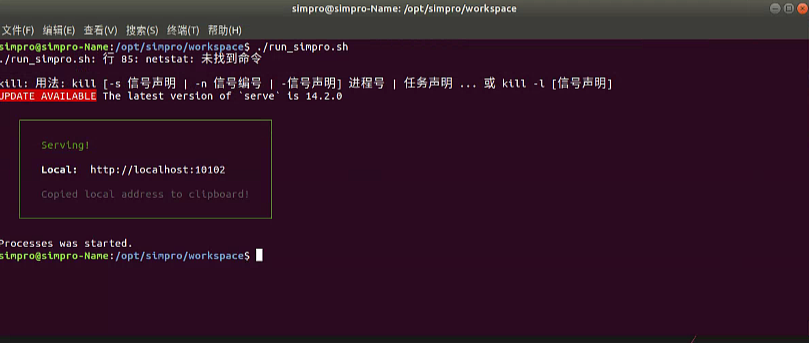 simpro@simpro-Name: /opt/simpro/workspace
文件(F) 编辑(E) 查看(V) 搜索(S) 终端(T) 帮助(H)
simpro@simpro-Name:/opt/simpro/workspace$ ./run_simpro.sh
./run_simpro.sh: 行 85: netstat: 未找到命令
kill: 用法: kill [-s 信号声明 | -n 信号编号 | -信号声明] 进程号 | 任务声明 ... 或 kill -l [信号声明]
UPDATE AVAILABLE The latest version of `serve` is 14.2.0
Serving!
Local: http://localhost:10102
Copied local address to clipboard!
Processes was started.
simpro@simpro-Name:/opt/simpro/workspace$